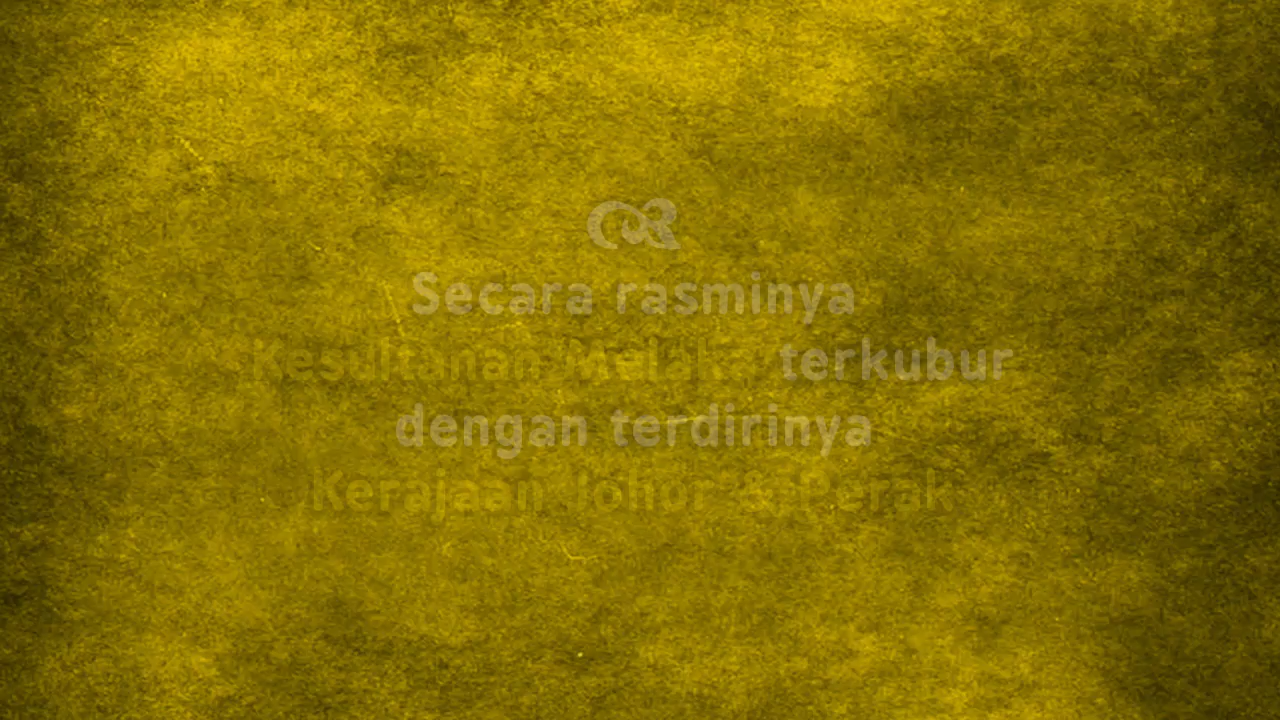 Secara rasminya
Kesultanan Melaka terkubur
dengan terdirinya
Kerajaan Johor & Perak